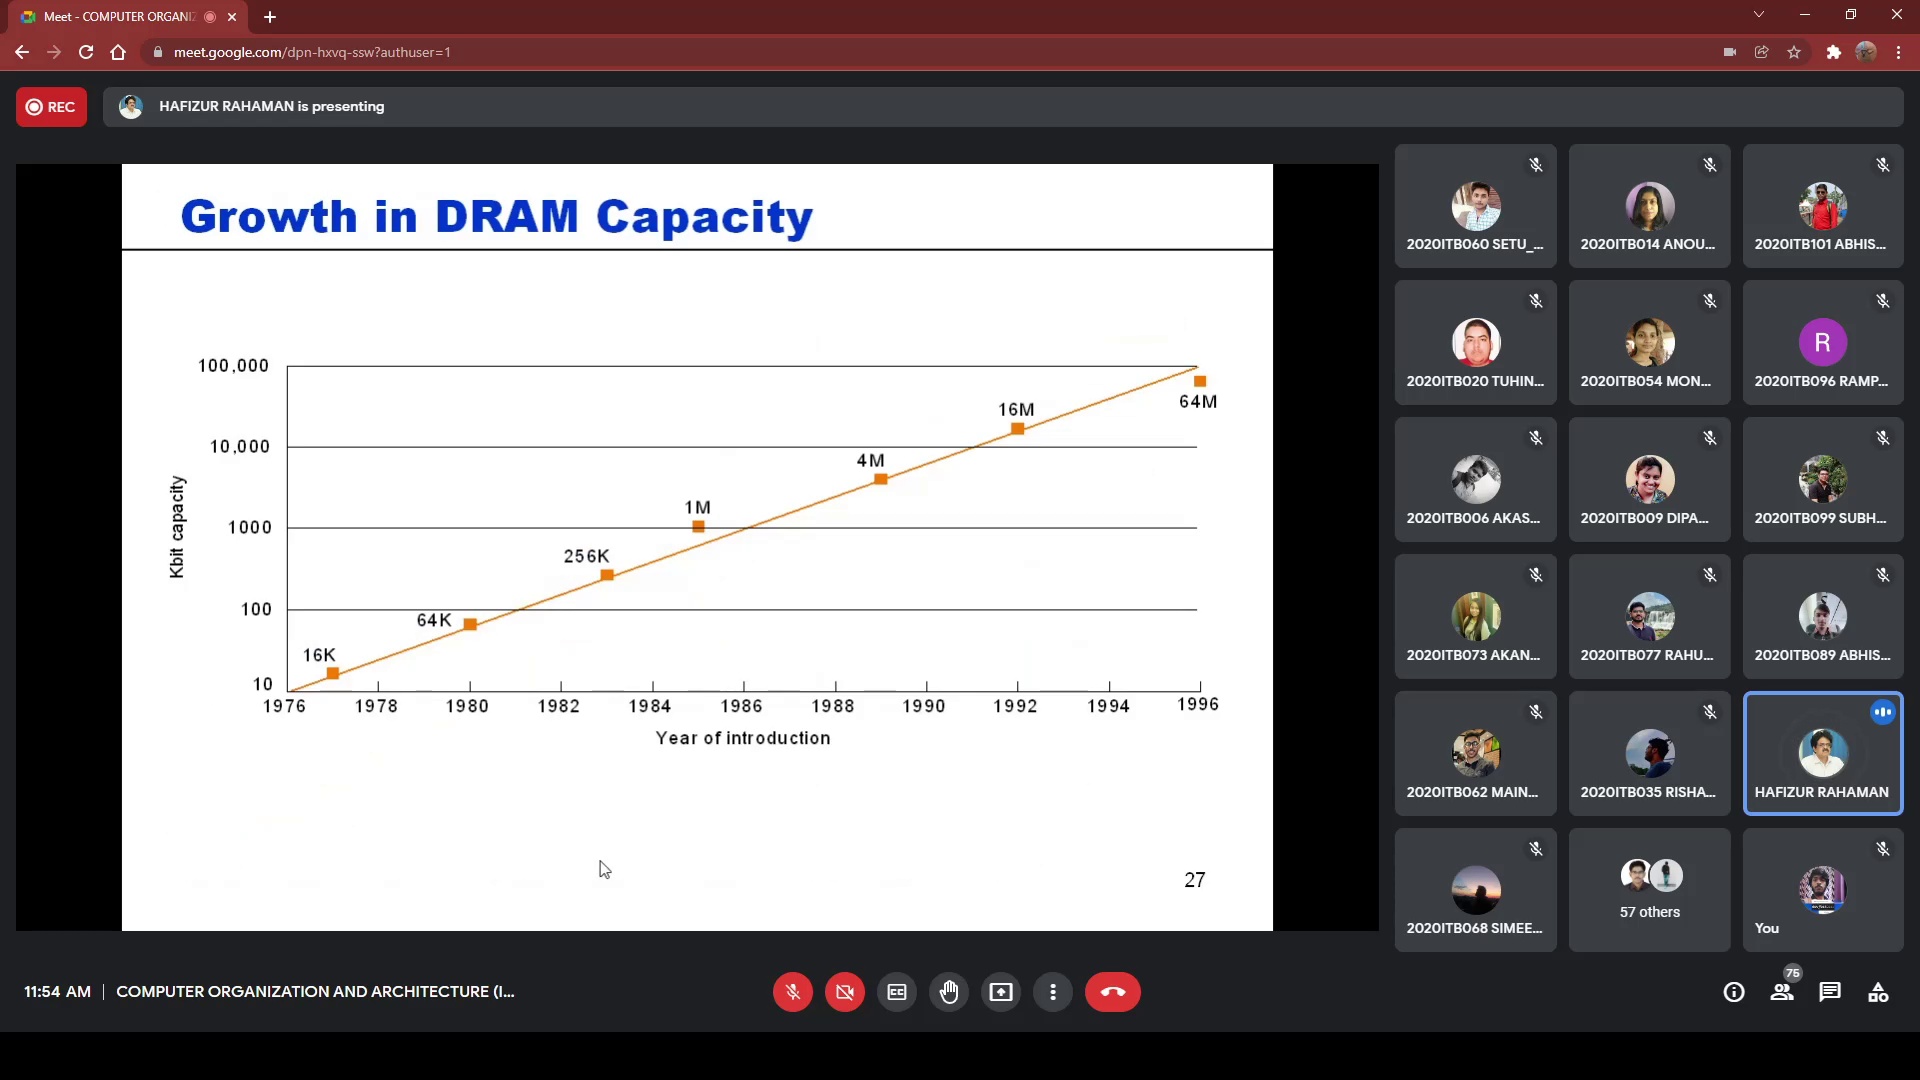 Meet - COMPUTER ORGANIZ
meet.google.com/dpn-hxvq-ssw?authuser=1
REC
HAFIZUR RAHAMAN is presenting
Growth in DRAM Capacity
100,000
10,000
1000
100
10
Kbit capacity
16K
64K
256K
1M
4M
16M
64M
1976 1978 1980 1982 1984 1986 1988 1990 1992 1994 1996
Year of introduction
27
2020ITB060 SETU_...
2020ITB014 ANOU...
2020ITB101 ABHIS...
2020ITB020 TUHIN...
2020ITB054 MON...
R
2020ITB096 RAMP...
2020ITB006 AKAS...
2020ITB009 DIPA...
2020ITB099 SUBH...
2020ITB073 AKAN...
2020ITB077 RAHU...
2020ITB089 ABHIS...
2020ITB062 MAIN...
2020ITB035 RISHA...
HAFIZUR RAHAMAN
2020ITB068 SIMEE...
57 others
You
11:54 AM | COMPUTER ORGANIZATION AND ARCHITECTURE (I...
75